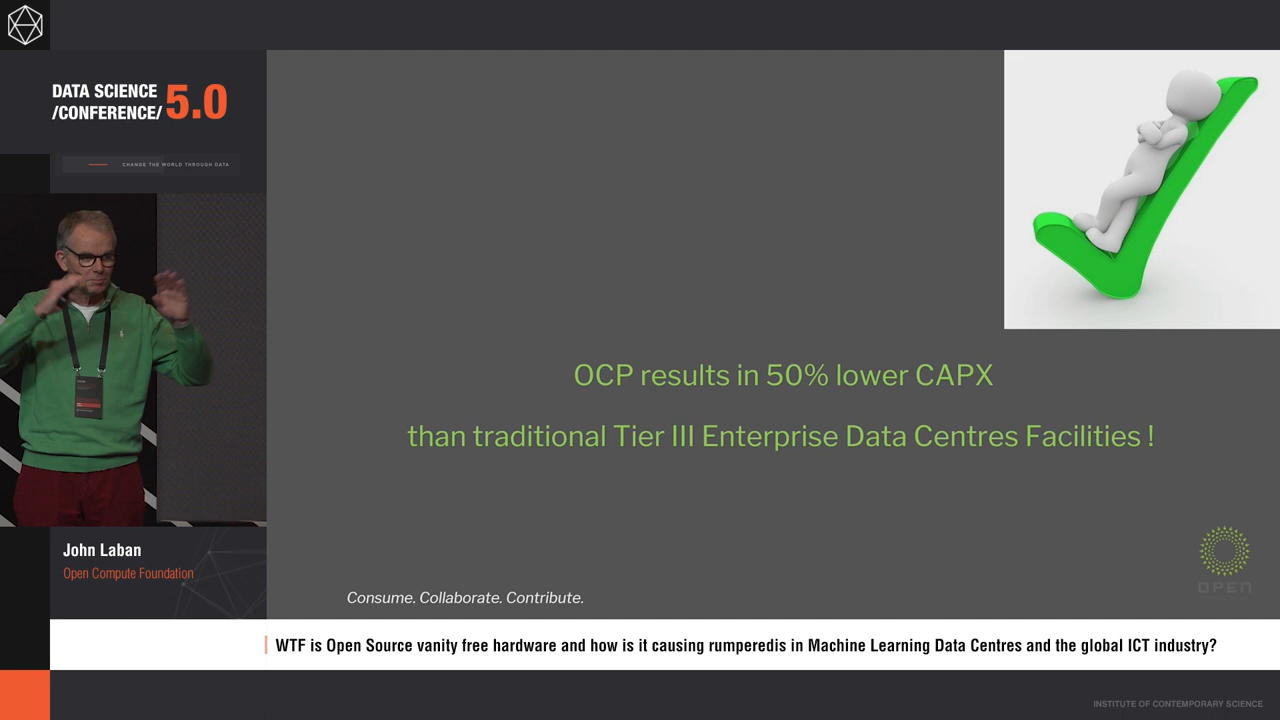 DATA SCIENCE
/CONFERENCE/ 5.0
CHANGE THE WORLD THROUGH DATA
OCP results in 50% lower CAPX
than traditional Tier III Enterprise Data Centres Facilities !
John Laban
Open Compute Foundation
OPEN
Consume. Collaborate. Contribute.
WTF is Open Source vanity free hardware and how is it causing rumperedis in Machine Learning Data Centres and the global ICT industry?
INSTITUTE OF CONTEMPORARY SCIENCE